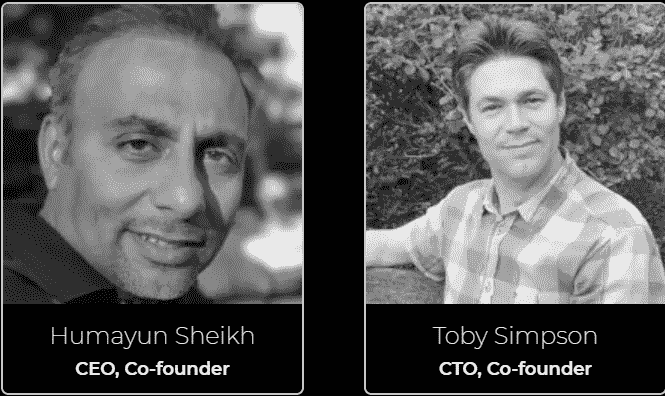 Humayun Sheikh
CEO, Co-founder
Toby Simpson
CTO, Co-founder